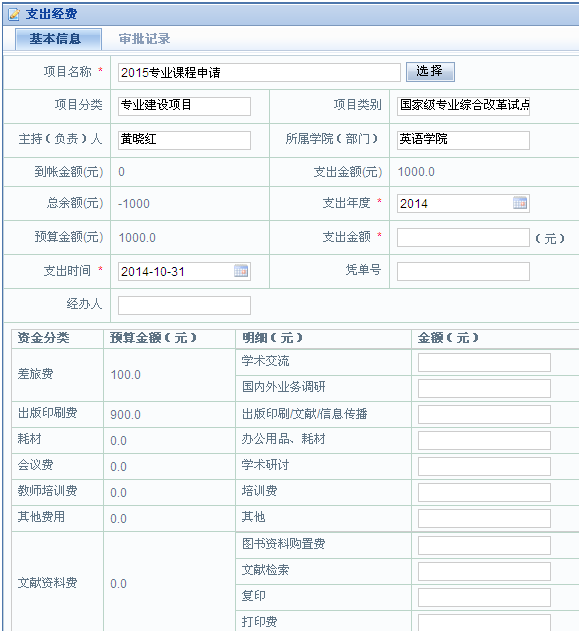 支出经费
基本信息 审批记录
项目名称 * 2015专业课程申请 选择
项目分类 专业建设项目 项目类别 国家级专业综合改革试点
主持（负责）人 黄晓红 所属学院（部门） 英语学院
到帐金额(元) 0 支出金额(元) 1000.0
总余额(元) -1000 支出年度 * 2014
预算金额(元) 1000.0 支出金额 * （元）
支出时间 * 2014-10-31 凭单号
经办人
资金分类 预算金额（元） 明细（元） 金额（元）
差旅费 100.0 学术交流
国内外业务调研
出版印刷费 900.0 出版印刷/文献/信息传播
耗材 0.0 办公用品、耗材
会议费 0.0 学术研讨
教师培训费 0.0 培训费
其他费用 0.0 其他
文献资料费 0.0 图书资料购置费
文献检索
复印
打印费